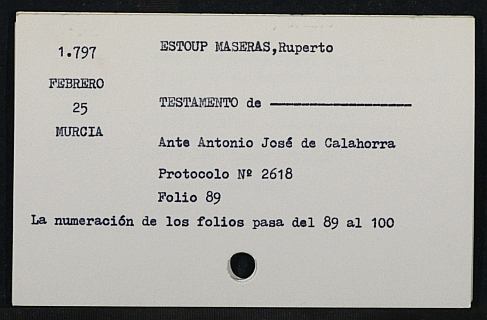 1.797
ESTOUP MASERAS,Ruperto
FEBRERO
25
TESTAMENTO de
MURCIA
Ante Antonio José de Calahorra
Protocolo Nº 2618
Folio 89
La numeración de los folios pasa del 89 al 100